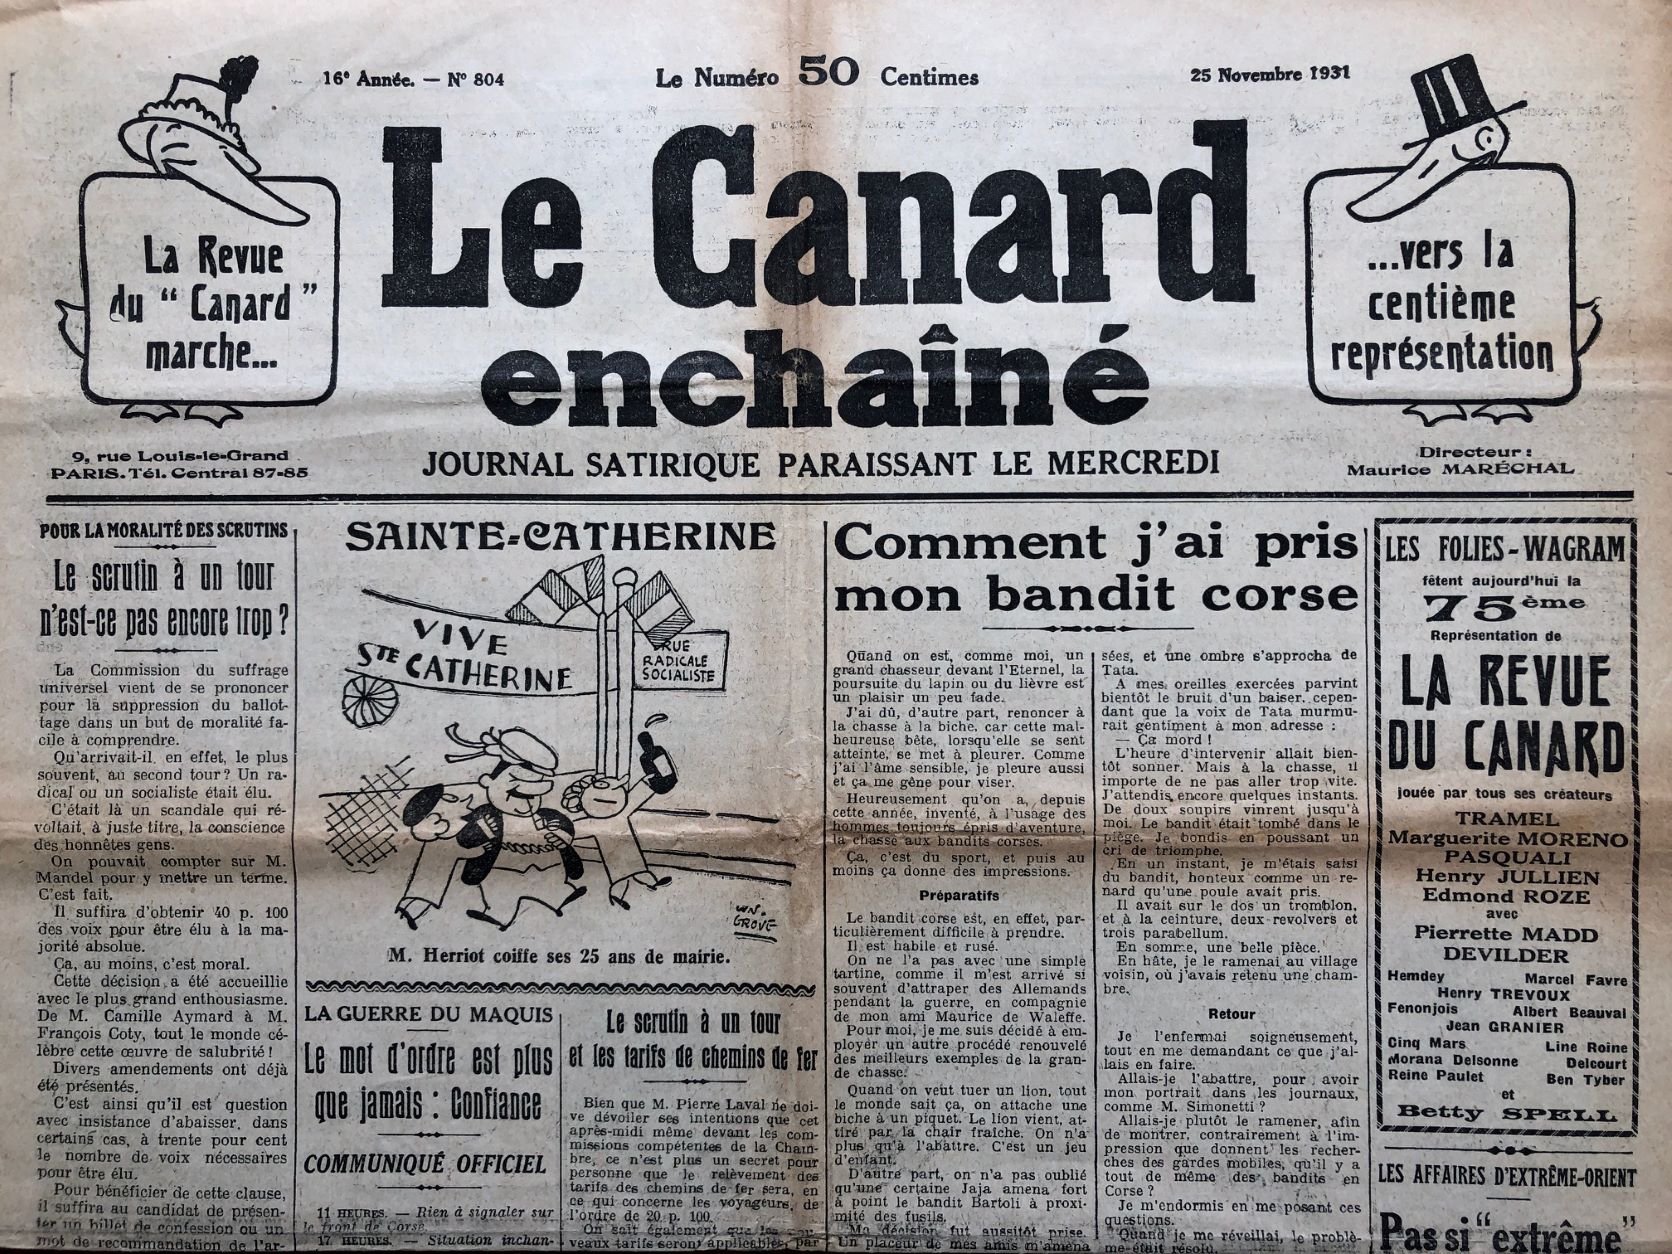 16e Année. — N° 804
Le Numéro 50 Centimes
25 Novembre 1931
La Revue
du " Canard "
marche...
Le Canard
enchaîné
...vers la
centième
représentation
9, rue Louis-le-Grand
PARIS. Tél. Central 87-85
JOURNAL SATIRIQUE PARAISSANT LE MERCREDI
Directeur :
Maurice MARÉCHAL
POUR LA MORALITÉ DES SCRUTINS
Le scrutin à un tour
n'est-ce pas encore trop ?
La Commission du suffrage
universel vient de se prononcer
pour la suppression du ballot-
tage dans un but de moralité fa-
cile à comprendre.
Qu'arrivait-il, en effet, le plus
souvent, au second tour ? Un ra-
dical ou un socialiste était élu.
C'était là un scandale qui ré-
voltait, à juste titre, la conscience
des honnêtes gens.
On pouvait compter sur M.
Mandel pour y mettre un terme.
C'est fait.
Il suffira d'obtenir 40 p. 100
des voix pour être élu à la ma-
jorité absolue.
Ça, au moins, c'est moral.
Cette décision a été accueillie
avec le plus grand enthousiasme.
De M. Camille Aymard à M.
François Coty, tout le monde cé-
lèbre cette œuvre de salubrité !
Divers amendements ont déjà
été présentés.
C'est ainsi qu'il est question
avec insistance d'abaisser, dans
certains cas, à trente pour cent
le nombre de voix nécessaires
pour être élu.
Pour bénéficier de cette clause,
il suffira au candidat de présen-
ter un billet de confession ou un
mot de recommandation de l'ar-
SAINTE-CATHERINE
VIVE
STE CATHERINE
RUE
RADICALE
SOCIALISTE
WN.
GROVE
M. Herriot coiffe ses 25 ans de mairie.
LA GUERRE DU MAQUIS
Le mot d'ordre est plus
que jamais : Confiance
COMMUNIQUÉ OFFICIEL
11 HEURES. — Rien à signaler sur
le front de Corse.
17 HEURES. — Situation inchan-
Le scrutin à un tour
et les tarifs de chemins de fer
Bien que M. Pierre Laval ne doi-
ve dévoiler ses intentions que cet
après-midi même devant les com-
missions compétentes de la Cham-
bre, ce n'est plus un secret pour
personne que le relèvement des
tarifs des chemins de fer sera, en
ce qui concerne les voyageurs, de
l'ordre de 20 p. 100.
On sait également que les
veaux tarifs seront applicables, par
Comment j'ai pris
mon bandit corse
Quand on est, comme moi, un
grand chasseur devant l'Eternel, la
poursuite du lapin ou du lièvre est
un plaisir un peu fade.
J'ai dû, d'autre part, renoncer à
la chasse à la biche, car cette mal-
heureuse bête, lorsqu'elle se sent
atteinte, se met à pleurer. Comme
j'ai l'âme sensible, je pleure aussi
et ça me gêne pour viser.
Heureusement qu'on a, depuis
cette année, inventé, à l'usage des
hommes toujours épris d'aventure,
la chasse aux bandits corses.
Ça, c'est du sport, et puis au
moins ça donne des impressions.
Préparatifs
Le bandit corse est, en effet, par-
ticulièrement difficile à prendre.
Il est habile et rusé.
On ne l'a pas avec une simple
tartine, comme il m'est arrivé si
souvent d'attraper des Allemands
pendant la guerre, en compagnie
de mon ami Maurice de Waleffe.
Pour moi, je me suis décidé à em-
ployer un autre procédé renouvelé
des meilleurs exemples de la gran-
de chasse.
Quand on veut tuer un lion, tout
le monde sait ça, on attache une
biche à un piquet. Le lion vient, at-
tiré par la chair fraîche. On n'a
plus qu'à l'abattre. C'est un jeu
d'enfant.
D'autre part, on n'a pas oublié
qu'une certaine Jaja amena fort
à point le bandit Bartoli à proxi-
mité des fusils.
Ma décision fut aussitôt prise.
Un placeur de mes amis m'amena
sées, et une ombre s'approcha de
Tata.
A mes oreilles exercées parvint
bientôt le bruit d'un baiser, cepen-
dant que la voix de Tata murmu-
rait gentiment à mon adresse :
— Ça mord !
L'heure d'intervenir allait bien-
tôt sonner. Mais à la chasse, il
importe de ne pas aller trop vite.
J'attendis encore quelques instants.
De doux soupirs vinrent jusqu'à
moi. Le bandit était tombé dans le
piège. Je bondis en poussant un
cri de triomphe.
En un instant, je m'étais saisi
du bandit, honteux comme un re-
nard qu'une poule avait pris.
Il avait sur le dos un tromblon,
et à la ceinture, deux revolvers et
trois parabellum.
En somme, une belle pièce.
En hâte, je le ramenai au village
voisin, où j'avais retenu une cham-
bre.
Retour
Je l'enfermai soigneusement,
tout en me demandant ce que j'al-
lais en faire.
Allais-je l'abattre, pour avoir
mon portrait dans les journaux,
comme M. Simonetti ?
Allais-je plutôt le ramener, afin
de montrer, contrairement à l'im-
pression que donnent les recher-
ches des gardes mobiles, qu'il y a
tout de même des bandits en
Corse ?
Je m'endormis en me posant ces
questions.
Quand je me réveillai, le problè-
me était résolu.
LES FOLIES-WAGRAM
fêtent aujourd'hui la
75ème
Représentation de
LA REVUE
DU CANARD
jouée par tous ses créateurs
TRAMEL
Marguerite MORENO
PASQUALI
Henry JULLIEN
Edmond ROZE
avec
Pierrette MADD
DEVILDER
Hemdey Marcel Favre
Henry TREVOUX
Fenonjois Albert Beauval
Jean GRANIER
Cinq Mars Line Roine
Morana Delsonne Delcourt
Reine Paulet Ben Tyber
et
Betty SPELL
LES AFFAIRES D'EXTRÊME-ORIENT
Pas si "extrême"